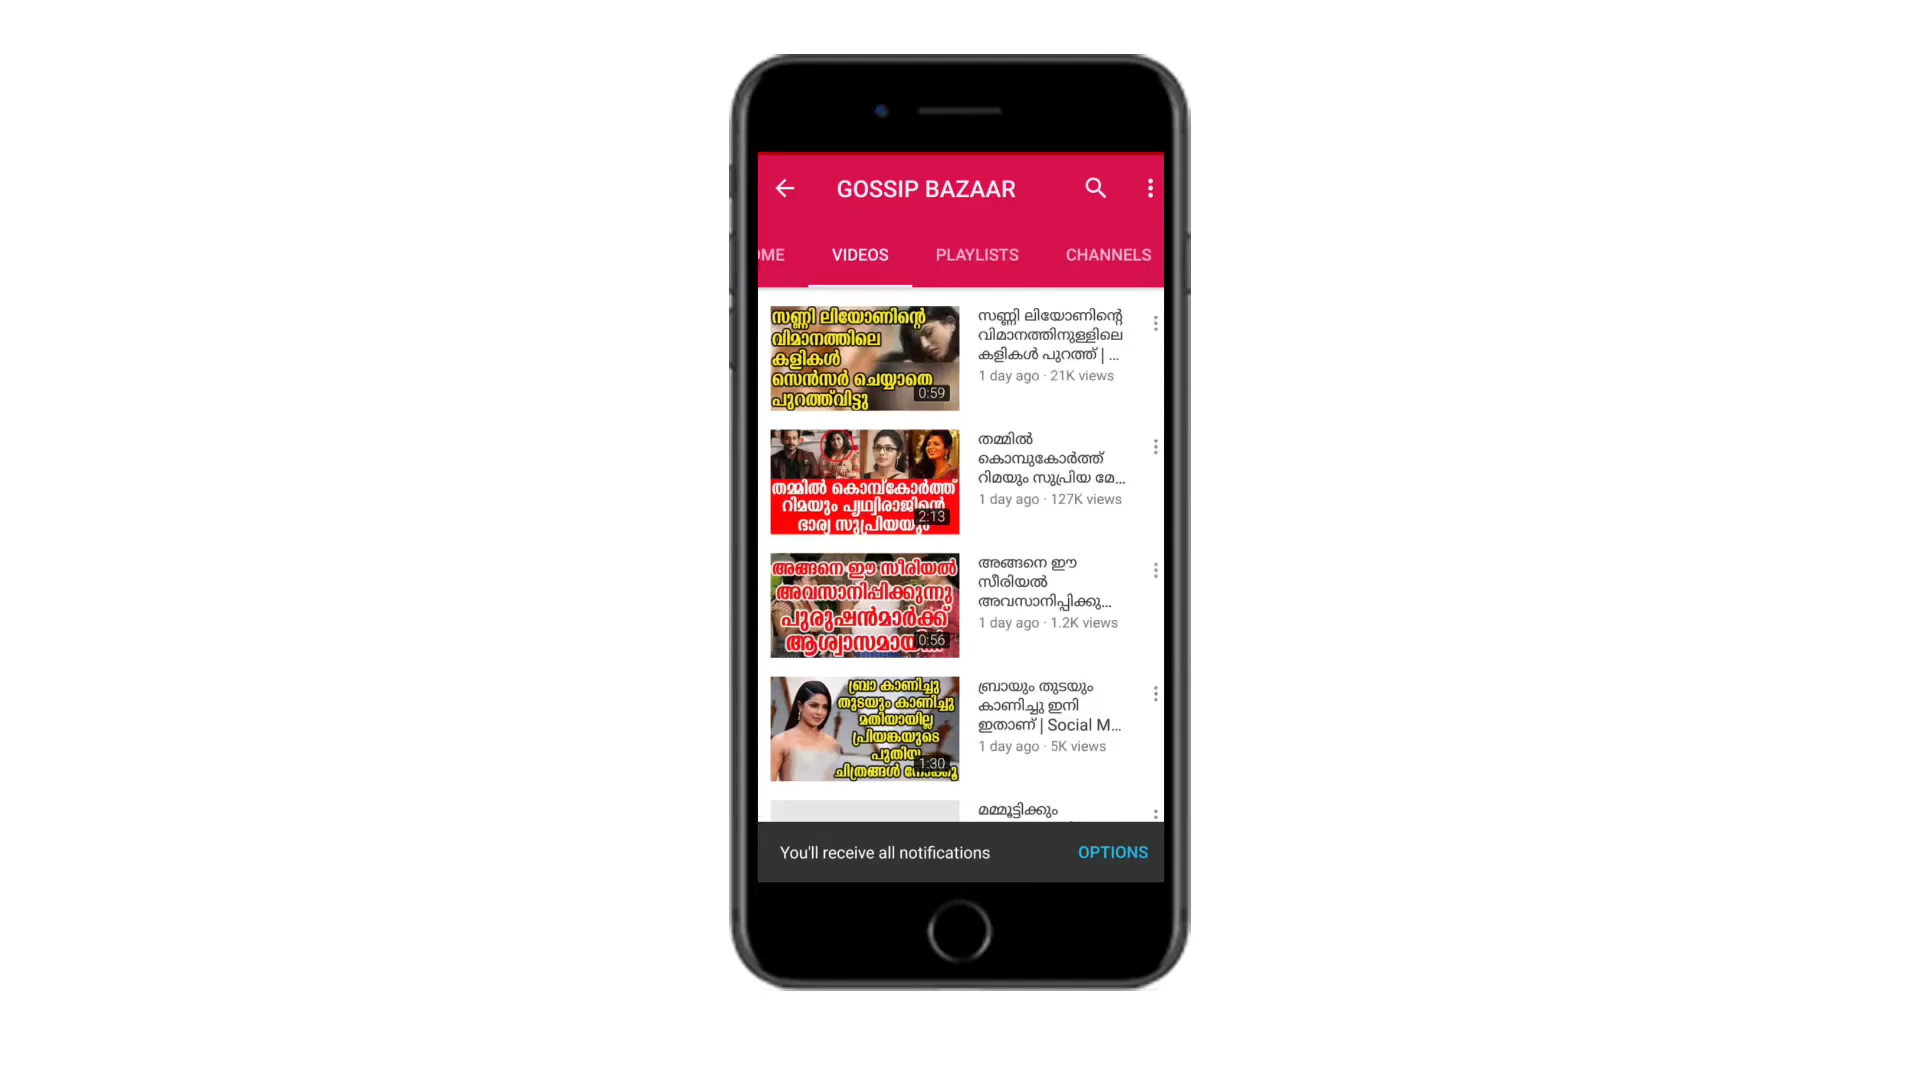 GOSSIP BAZAAR
OME VIDEOS PLAYLISTS CHANNELS
സണ്ണി ലിയോണിന്റെ
വിമാനത്തിലെ
കളികൾ
സെൻസർ ചെയ്യാതെ
പുറത്ത്‌വിട്ടു
0:59
സണ്ണി ലിയോണിന്റെ
വിമാനത്തിനുള്ളിലെ
കളികൾ പുറത്ത് | ...
1 day ago · 21K views
തമ്മിൽ കൊമ്പ്കോർത്ത്
റിമയും പൃഥ്വിരാജിന്റെ
ഭാര്യ സുപ്രിയയും
2:13
തമ്മിൽ
കൊമ്പുകോർത്ത്
റിമയും സുപ്രിയ മേ...
1 day ago · 127K views
അങ്ങനെ ഈ സീരിയൽ
അവസാനിപ്പിക്കുന്നു
പുരുഷൻമാർക്ക്
0:56
അങ്ങനെ ഈ
സീരിയൽ
അവസാനിപ്പിക്കു...
1 day ago · 1.2K views
ബ്രാ കാണിച്ചു
തുടയും കാണിച്ചു
മതിയായില്ല
പ്രിയങ്കയുടെ
പുതിയ
ചിത്രങ്ങൾ നോക്കൂ
1:30
ബ്രായും തുടയും
കാണിച്ചു ഇനി
ഇതാണ് | Social M...
1 day ago · 5K views
മമ്മൂട്ടിക്കും
You'll receive all notifications OPTIONS